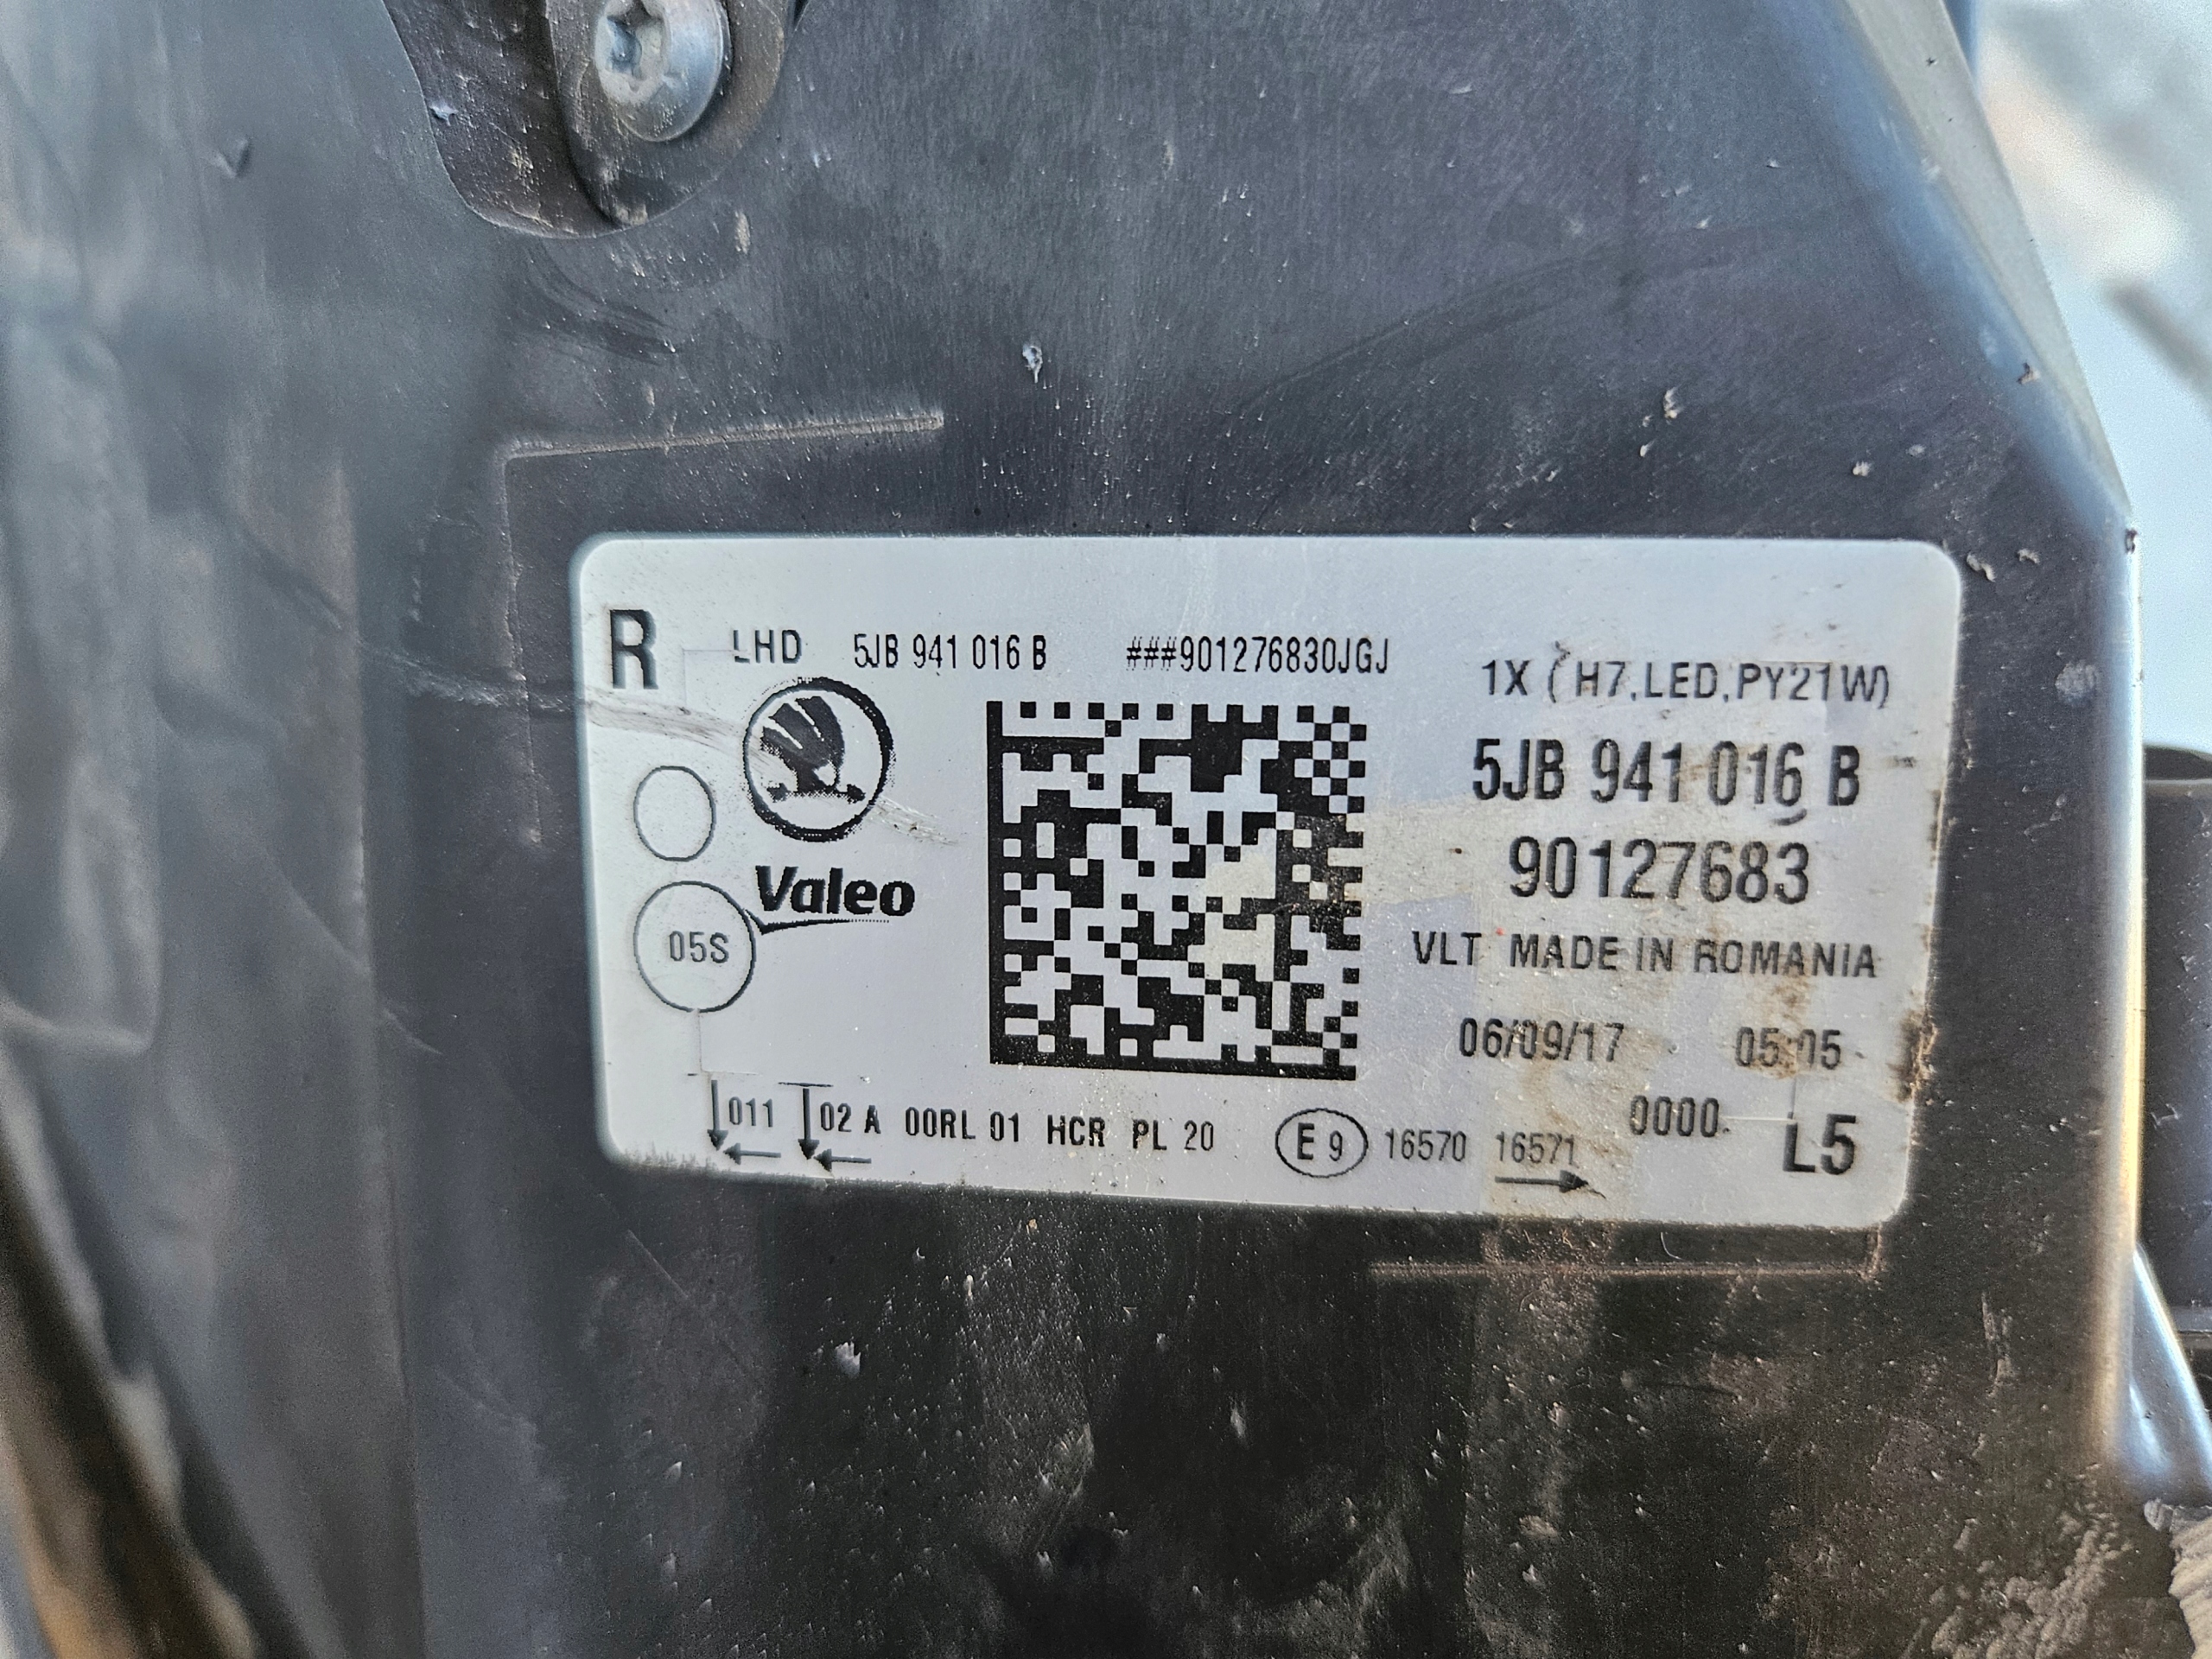 R LHD 5JB 941 016 B ###901276830JGJ
1X (H7,LED,PY21W)
5JB 941 016 B
90127683
Valeo
05S
VLT MADE IN ROMANIA
06/09/17 05:05
0000
011 02 A 00RL 01 HCR PL 20 E 9 16570 16571
L5